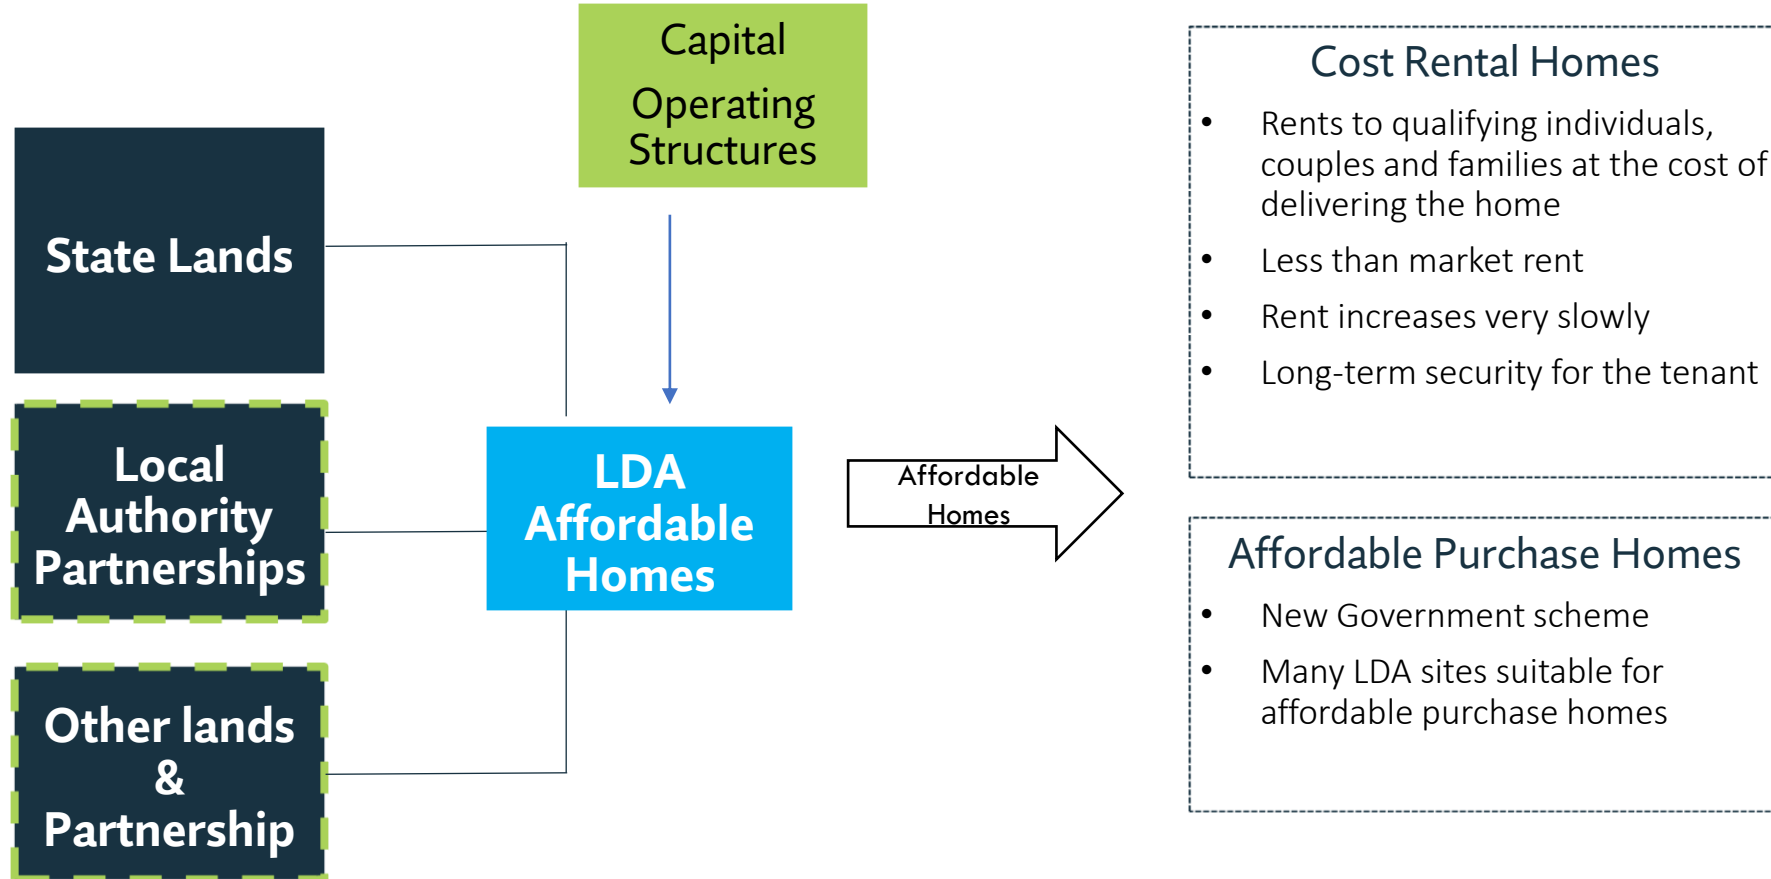 Capital
Operating
Structures
State Lands
Local
Authority
Partnerships
Other lands
&
Partnership
LDA
Affordable
Homes
Affordable
Homes
Cost Rental Homes
• Rents to qualifying individuals,
couples and families at the cost of
delivering the home
• Less than market rent
• Rent increases very slowly
• Long-term security for the tenant
Affordable Purchase Homes
• New Government scheme
• Many LDA sites suitable for
affordable purchase homes